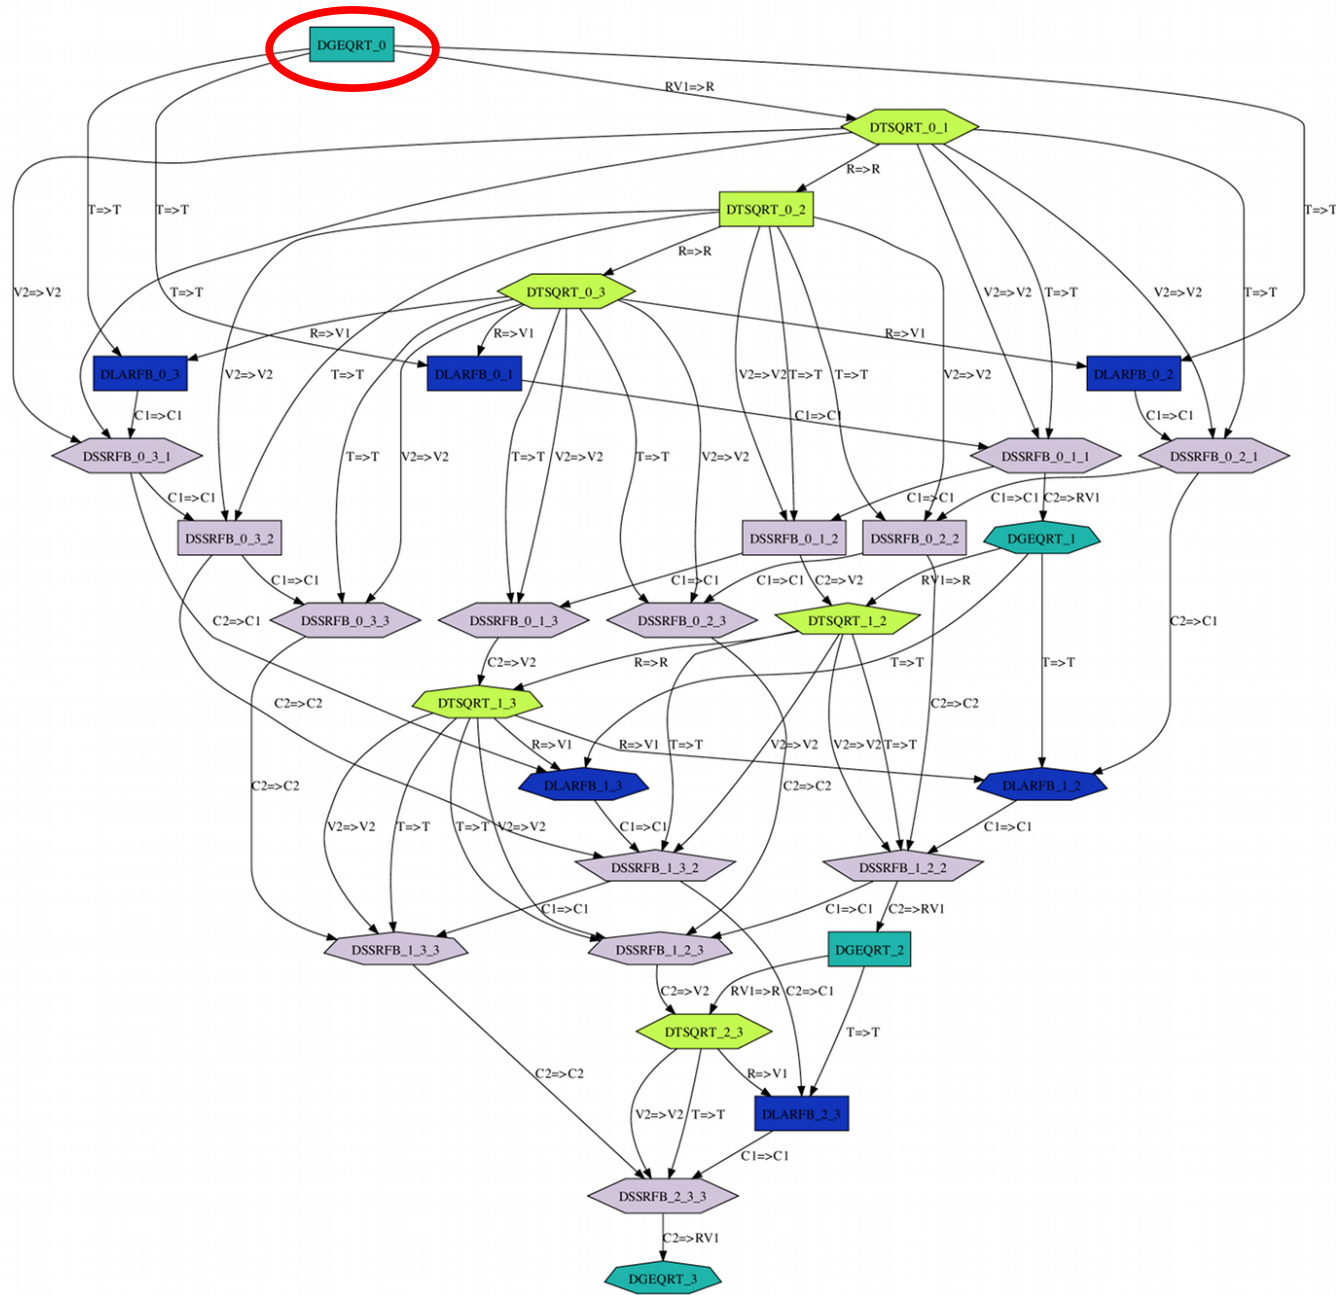 DGEQRT_0
RV1=>R
DTSQRT_0_1
R=>R
DTSQRT_0_2
T=>T
T=>T
T=>T
R=>R
V2=>V2
T=>T
DTSQRT_0_3
V2=>V2
T=>T
V2=>V2
T=>T
R=>V1
R=>V1
R=>V1
DLARFB_0_3
DLARFB_0_1
DLARFB_0_2
V2=>V2
T=>T
V2=>V2
T=>T
T=>T
V2=>V2
C1=>C1
C1=>C1
C1=>C1
DSSRFB_0_3_1
T=>T
V2=>V2
T=>T
V2=>V2
T=>T
V2=>V2
DSSRFB_0_1_1
DSSRFB_0_2_1
C1=>C1
C1=>C1
C1=>C1
C2=>RV1
DSSRFB_0_3_2
DSSRFB_0_1_2
DSSRFB_0_2_2
DGEQRT_1
C1=>C1
C1=>C1
C1=>C1
C2=>V2
RV1=>R
DSSRFB_0_3_3
DSSRFB_0_1_3
DSSRFB_0_2_3
DTSQRT_1_2
C2=>C1
C2=>C1
C2=>V2
R=>R
T=>T
T=>T
DTSQRT_1_3
C2=>C2
C2=>C2
R=>V1
R=>V1
T=>T
V2=>V2
V2=>V2
T=>T
C2=>C2
DLARFB_1_3
DLARFB_1_2
C2=>C2
V2=>V2
T=>T
T=>T
V2=>V2
C1=>C1
C1=>C1
DSSRFB_1_3_2
DSSRFB_1_2_2
C1=>C1
C1=>C1
C2=>RV1
DSSRFB_1_3_3
DSSRFB_1_2_3
DGEQRT_2
C2=>V2
RV1=>R
C2=>C1
DTSQRT_2_3
T=>T
C2=>C2
R=>V1
V2=>V2
T=>T
DLARFB_2_3
C1=>C1
DSSRFB_2_3_3
C2=>RV1
DGEQRT_3